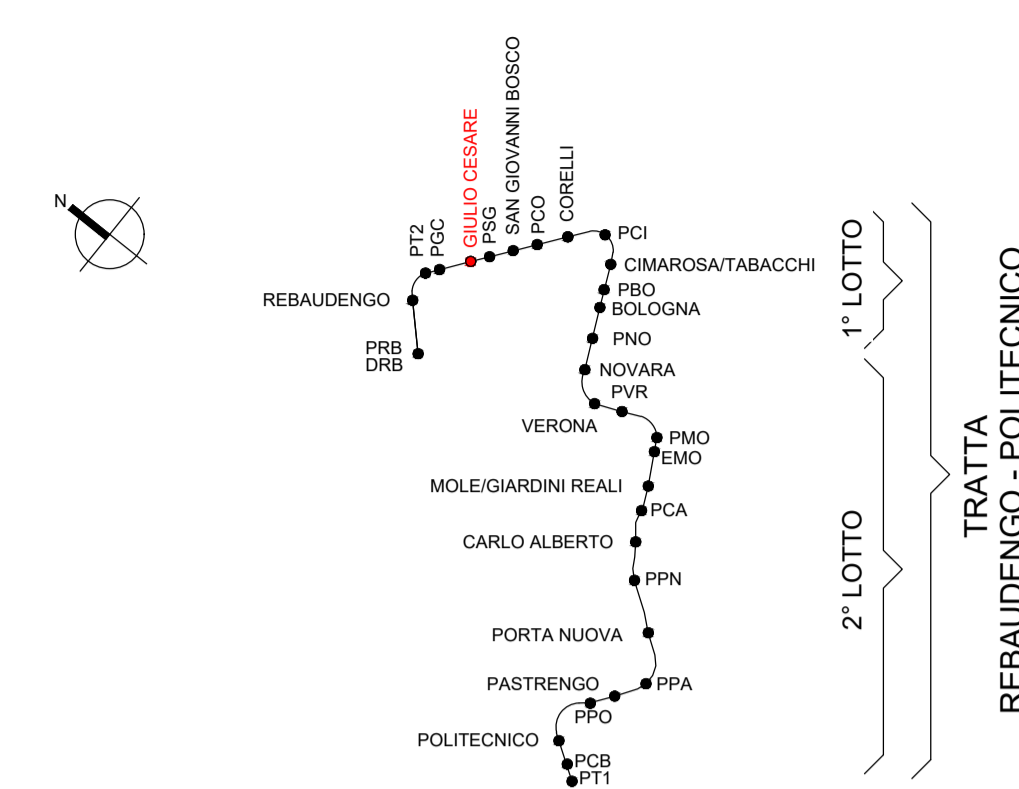 N
PT2
PGC
GIULIO CESARE
PSG
SAN GIOVANNI BOSCO
PCO
CORELLI
PCI
CIMAROSA/TABACCHI
REBAUDENGO
PBO
BOLOGNA
PRB
DRB
PNO
NOVARA
PVR
VERONA
PMO
EMO
MOLE/GIARDINI REALI
PCA
CARLO ALBERTO
PPN
PORTA NUOVA
PASTRENGO
PPA
PPO
POLITECNICO
PCB
PT1
1° LOTTO
2° LOTTO
TRATTA
REBAUDENGO - POLITECNICO